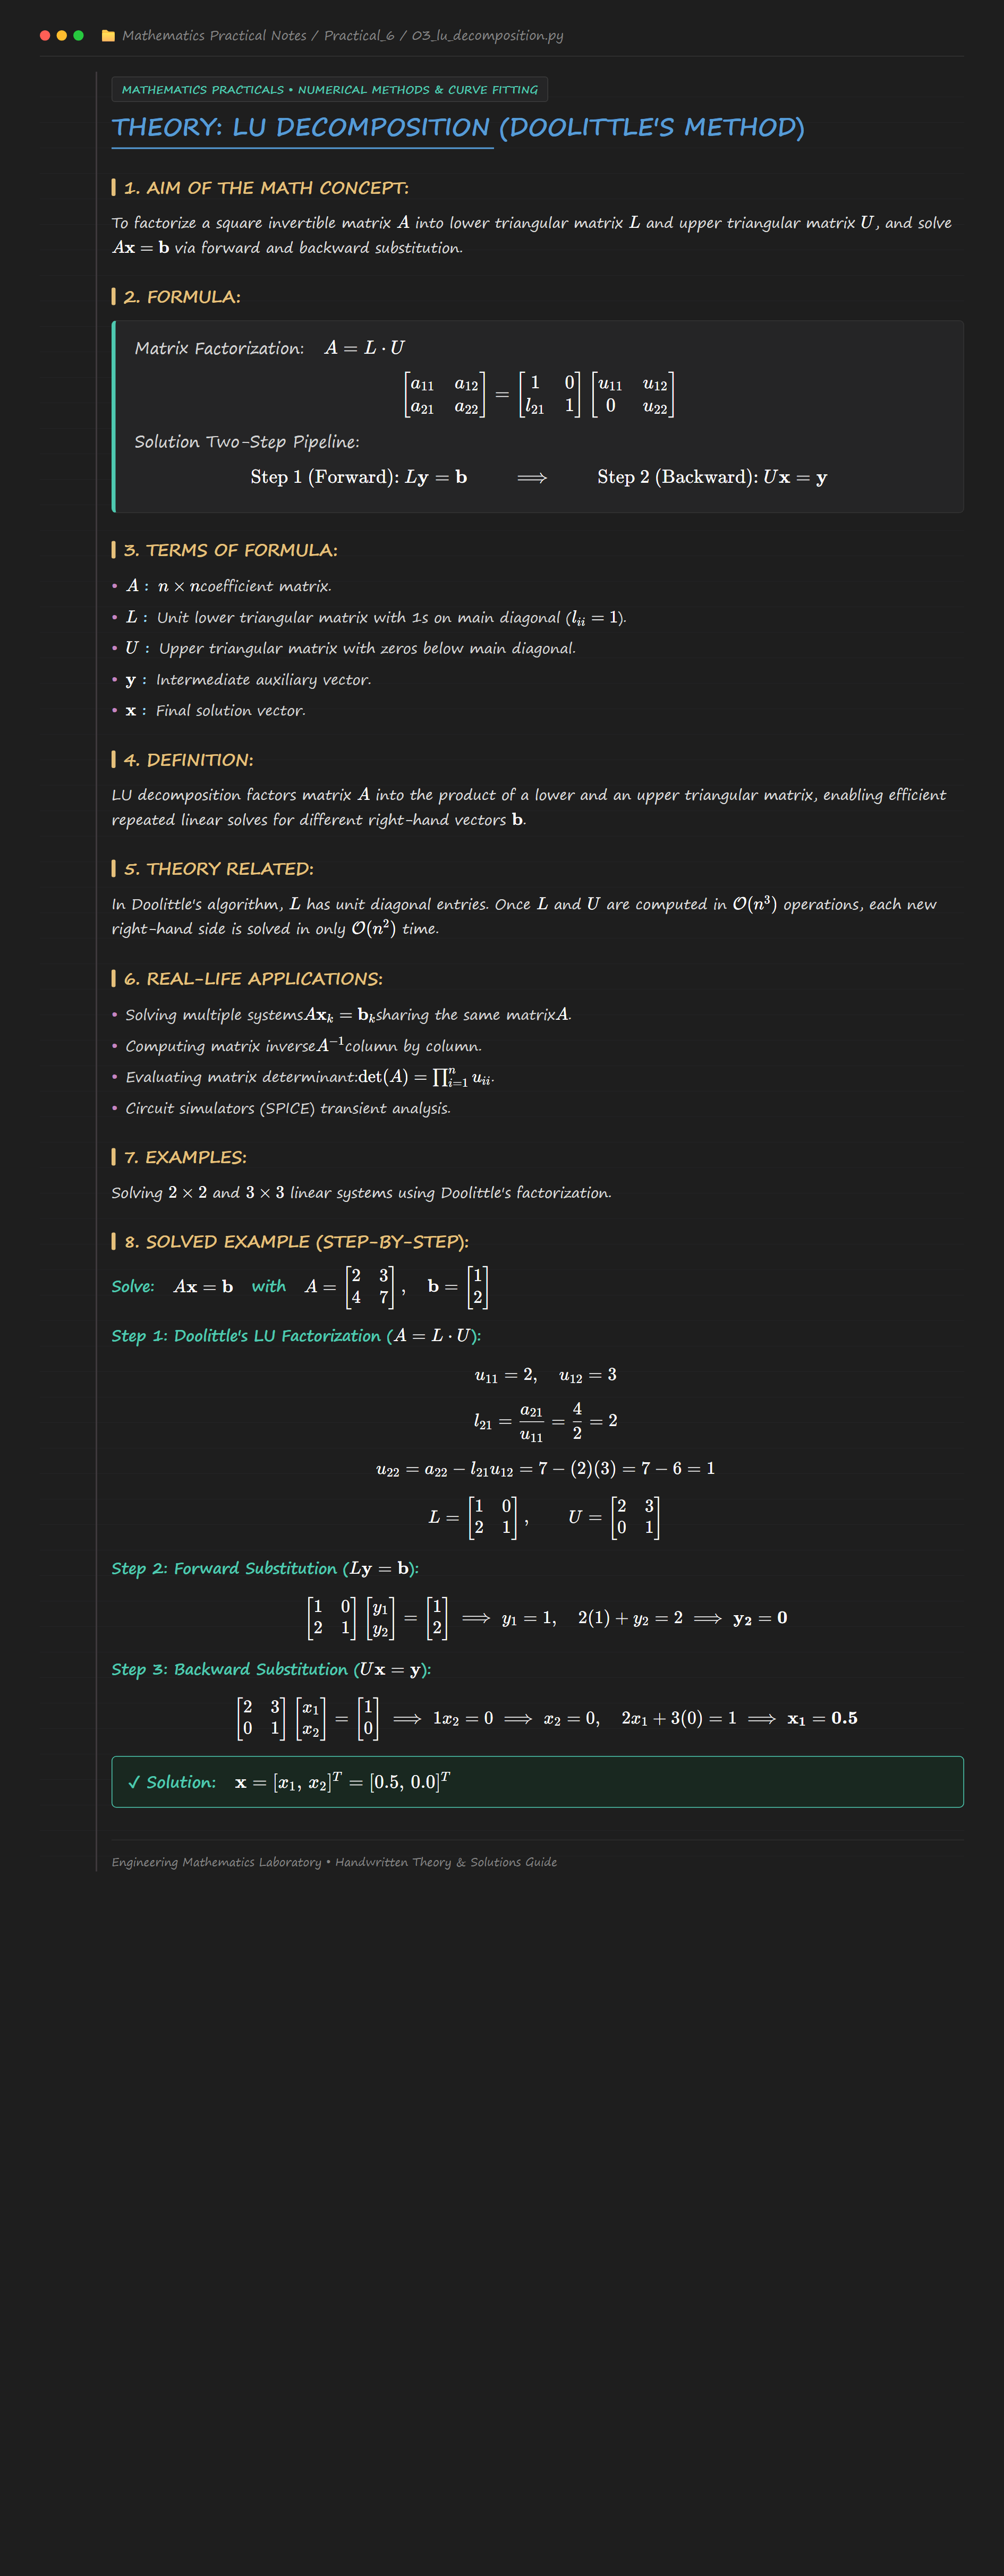 Mathematics Practical Notes / Practical_6 / 03_lu_decomposition.py
MATHEMATICS PRACTICALS • NUMERICAL METHODS & CURVE FITTING
THEORY: LU DECOMPOSITION (DOOLITTLE'S METHOD)
1. AIM OF THE MATH CONCEPT:
To factorize a square invertible matrix A into lower triangular matrix L and upper triangular matrix U, and solve
Ax = b via forward and backward substitution.
2. FORMULA:
Matrix Factorization: A = L · U
[a₁₁ a₁₂; a₂₁ a₂₂] = [1 0; l₂₁ 1] [u₁₁ u₁₂; 0 u₂₂]
Solution Two-Step Pipeline:
Step 1 (Forward): Ly = b ⟹ Step 2 (Backward): Ux = y
3. TERMS OF FORMULA:
• A : n × ncoefficient matrix.
• L : Unit lower triangular matrix with 1s on main diagonal (lᵢᵢ = 1).
• U : Upper triangular matrix with zeros below main diagonal.
• y : Intermediate auxiliary vector.
• x : Final solution vector.
4. DEFINITION:
LU decomposition factors matrix A into the product of a lower and an upper triangular matrix, enabling efficient
repeated linear solves for different right-hand vectors b.
5. THEORY RELATED:
In Doolittle's algorithm, L has unit diagonal entries. Once L and U are computed in O(n³) operations, each new
right-hand side is solved in only O(n²) time.
6. REAL-LIFE APPLICATIONS:
• Solving multiple systemsAxₖ = bₖsharing the same matrixA.
• Computing matrix inverseA⁻¹column by column.
• Evaluating matrix determinant:det(A) = ∏ⁿᵢ₌₁ uᵢᵢ.
• Circuit simulators (SPICE) transient analysis.
7. EXAMPLES:
Solving 2 × 2 and 3 × 3 linear systems using Doolittle's factorization.
8. SOLVED EXAMPLE (STEP-BY-STEP):
Solve: Ax = b with A = [2 3; 4 7], b = [1; 2]
Step 1: Doolittle's LU Factorization (A = L · U):
u₁₁ = 2, u₁₂ = 3
l₂₁ = a₂₁/u₁₁ = 4/2 = 2
u₂₂ = a₂₂ − l₂₁u₁₂ = 7 − (2)(3) = 7 − 6 = 1
L = [1 0; 2 1], U = [2 3; 0 1]
Step 2: Forward Substitution (Ly = b):
[1 0; 2 1] [y₁; y₂] = [1; 2] ⟹ y₁ = 1, 2(1) + y₂ = 2 ⟹ y₂ = 0
Step 3: Backward Substitution (Ux = y):
[2 3; 0 1] [x₁; x₂] = [1; 0] ⟹ 1x₂ = 0 ⟹ x₂ = 0, 2x₁ + 3(0) = 1 ⟹ x₁ = 0.5
✓ Solution: x = [x₁, x₂]ᵀ = [0.5, 0.0]ᵀ
Engineering Mathematics Laboratory • Handwritten Theory & Solutions Guide